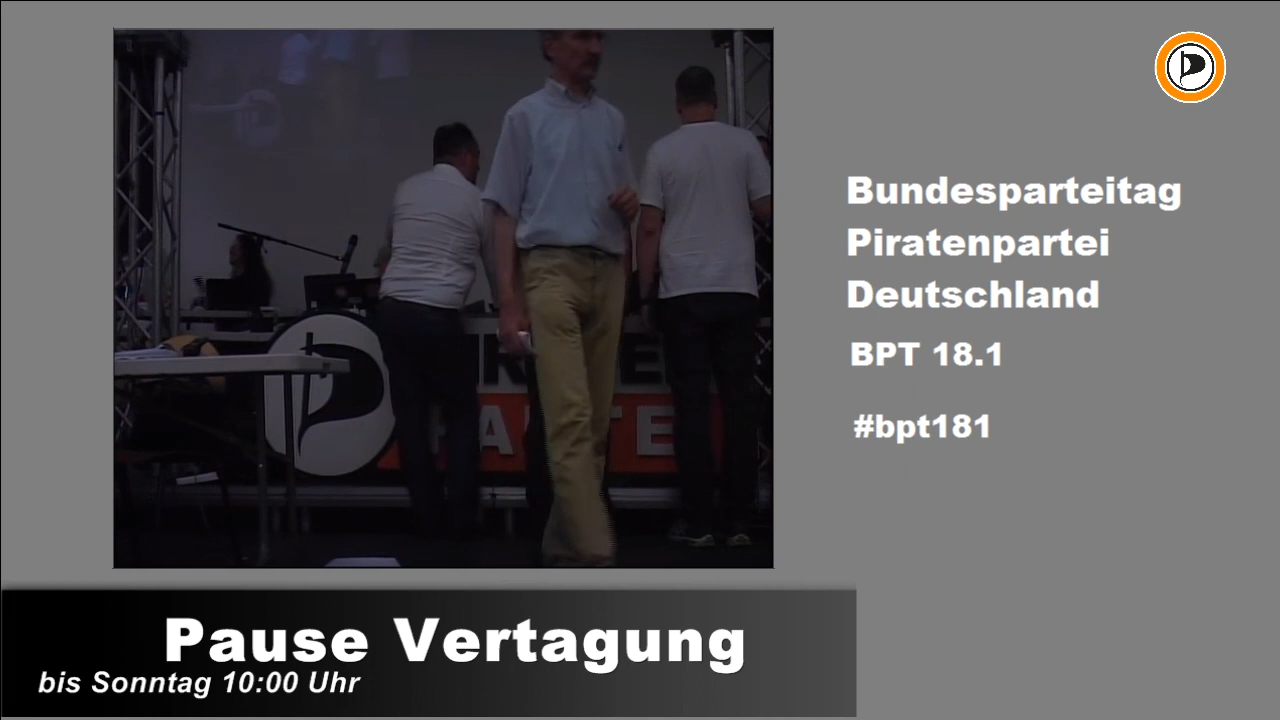 Bundesparteitag
Piratenpartei
Deutschland
BPT 18.1
#bpt181
Pause Vertagung
bis Sonntag 10:00 Uhr